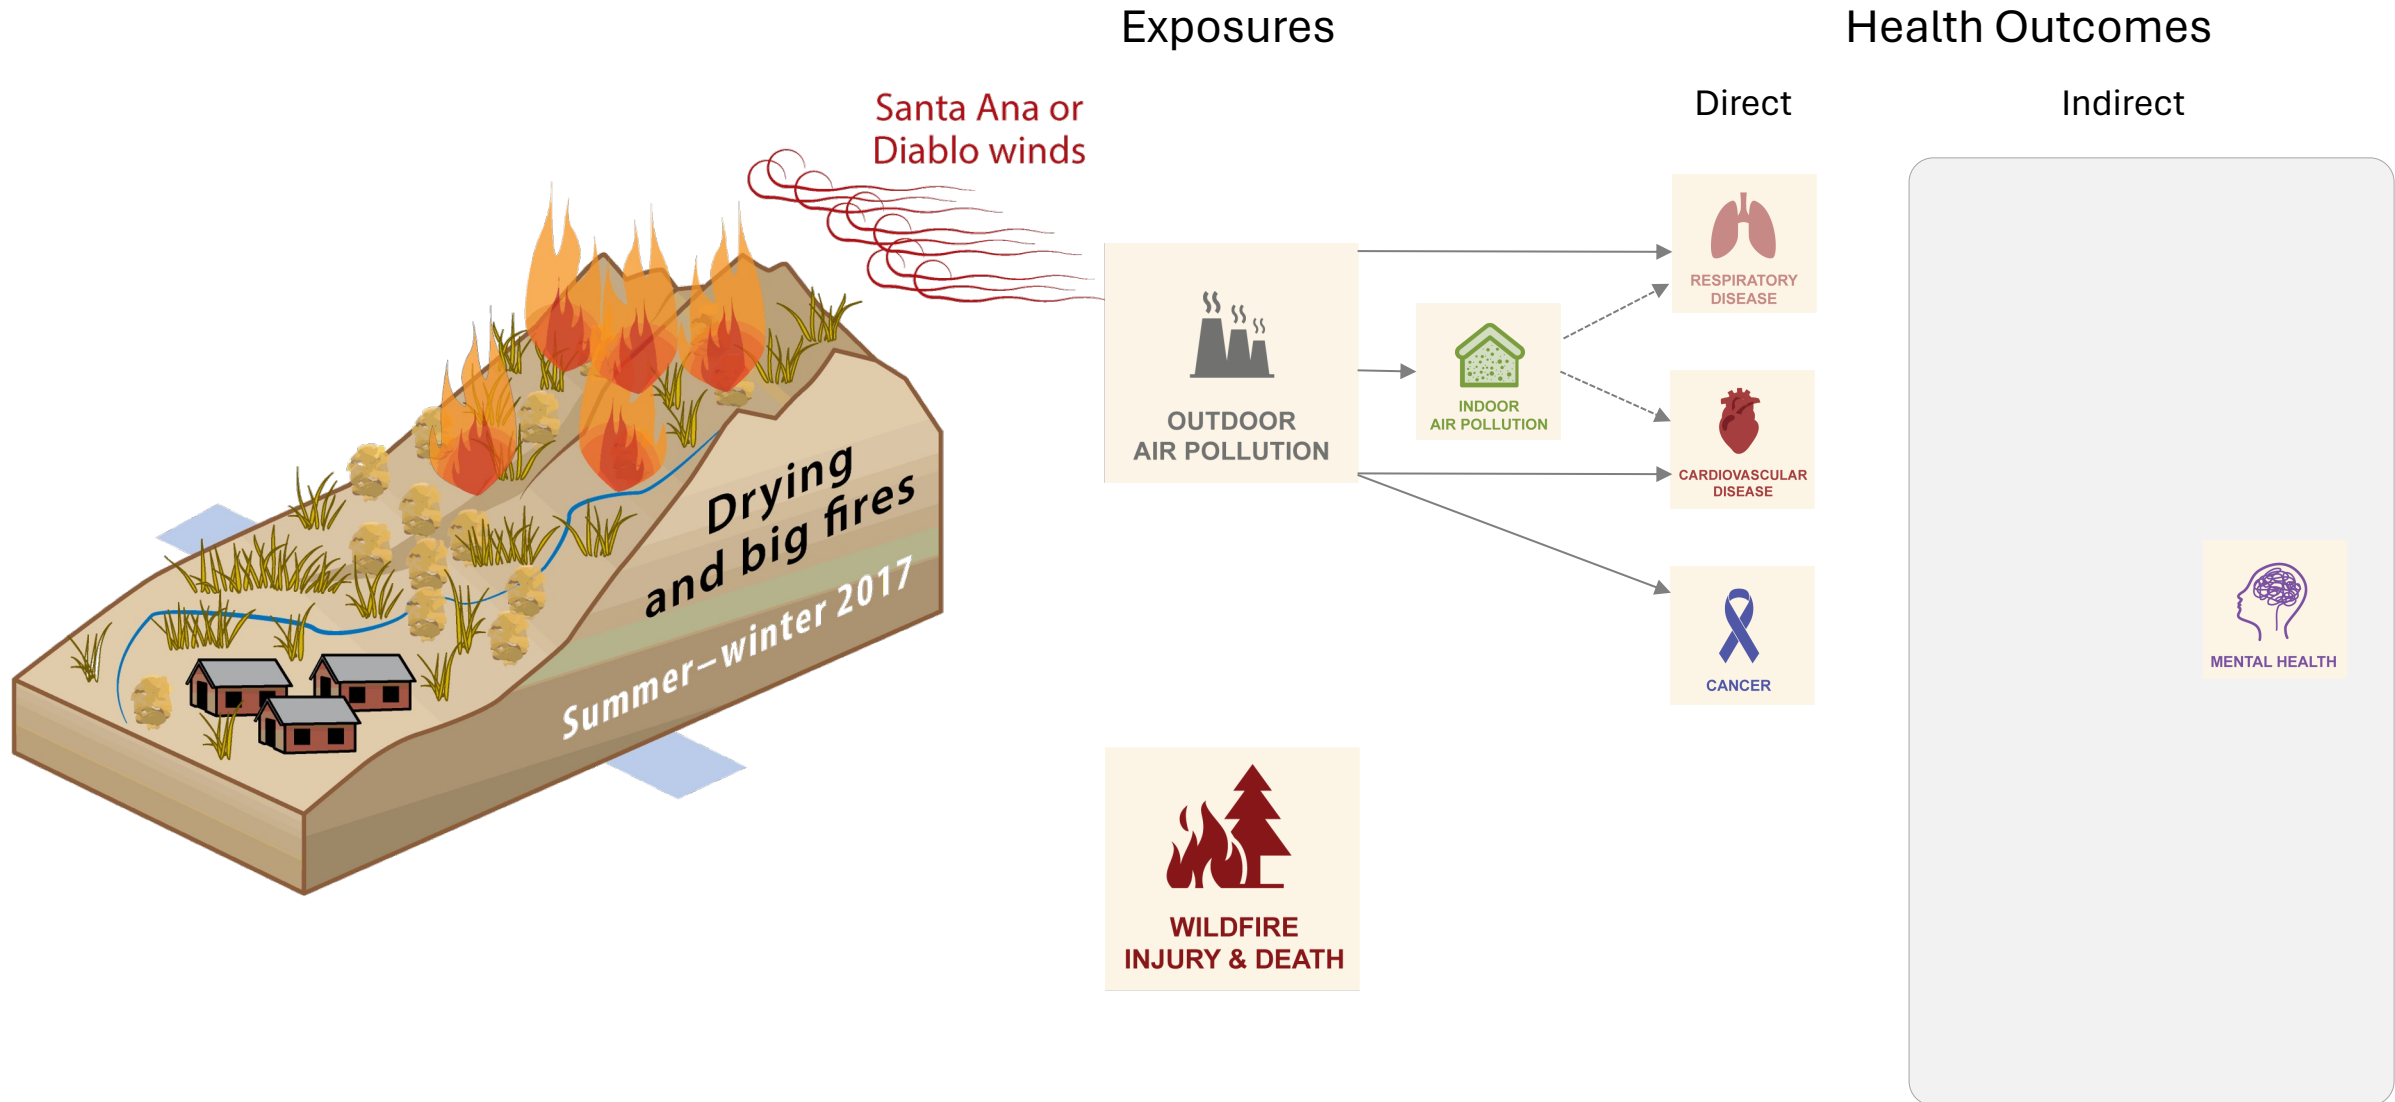 Exposures
Health Outcomes
Direct
Indirect
Santa Ana or
Diablo winds
RESPIRATORY
DISEASE
OUTDOOR
AIR POLLUTION
INDOOR
AIR POLLUTION
CARDIOVASCULAR
DISEASE
Drying
and big fires
Summer–winter 2017
MENTAL HEALTH
CANCER
WILDFIRE
INJURY & DEATH